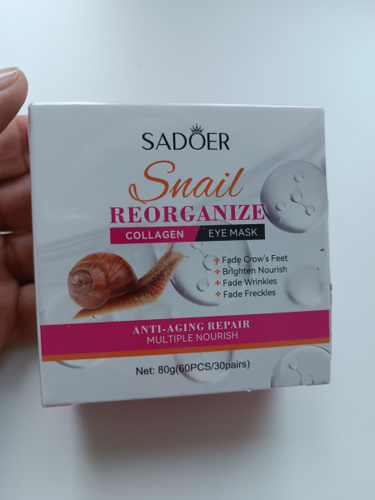 SADOER
Snail
REORGANIZE
COLLAGEN EYE MASK
Fade Crow's Feet
Brighten Nourish
Fade Wrinkles
Fade Freckles
ANTI-AGING REPAIR
MULTIPLE NOURISH
Net: 80g(60PCS/30pairs)